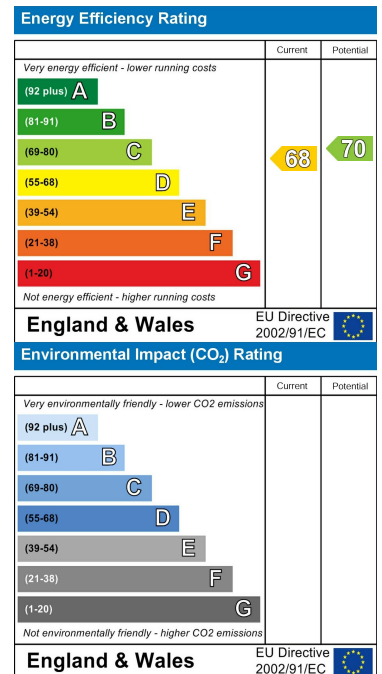 Energy Efficiency Rating
Current Potential
Very energy efficient - lower running costs
(92 plus) A
(81-91) B
(69-80) C
(55-68) D
(39-54) E
(21-38) F
(1-20) G
68 70
Not energy efficient - higher running costs
England & Wales
EU Directive
2002/91/EC
Environmental Impact (CO₂) Rating
Current Potential
Very environmentally friendly - lower CO2 emissions
(92 plus) A
(81-91) B
(69-80) C
(55-68) D
(39-54) E
(21-38) F
(1-20) G
Not environmentally friendly - higher CO2 emissions
England & Wales
EU Directive
2002/91/EC